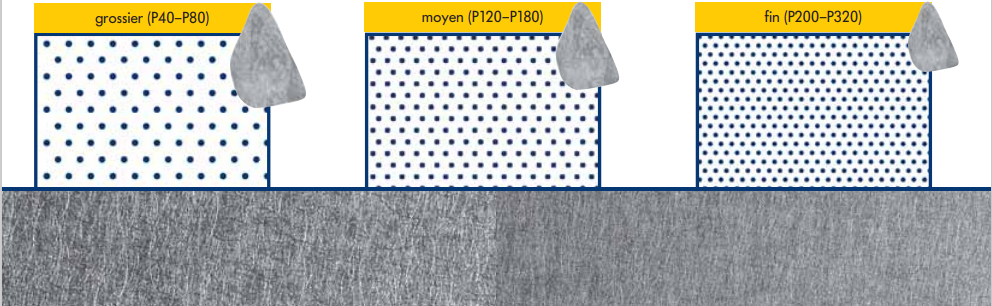 grossier (P40–P80)
moyen (P120–P180)
fin (P200–P320)